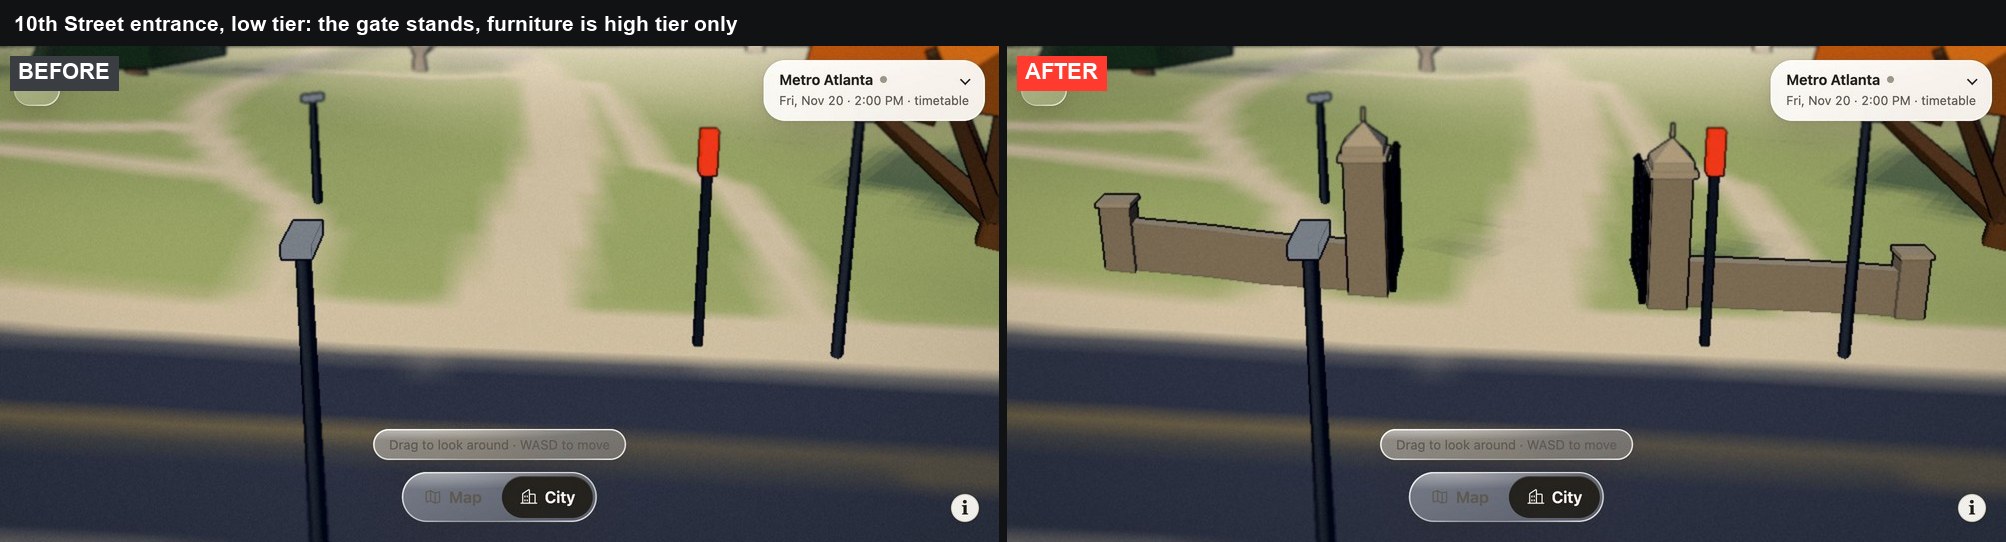 10th Street entrance, low tier: the gate stands, furniture is high tier only
BEFORE
Metro Atlanta
Fri, Nov 20 · 2:00 PM · timetable
Drag to look around · WASD to move
Map
City
i
AFTER
Metro Atlanta
Fri, Nov 20 · 2:00 PM · timetable
Drag to look around · WASD to move
Map
City
i